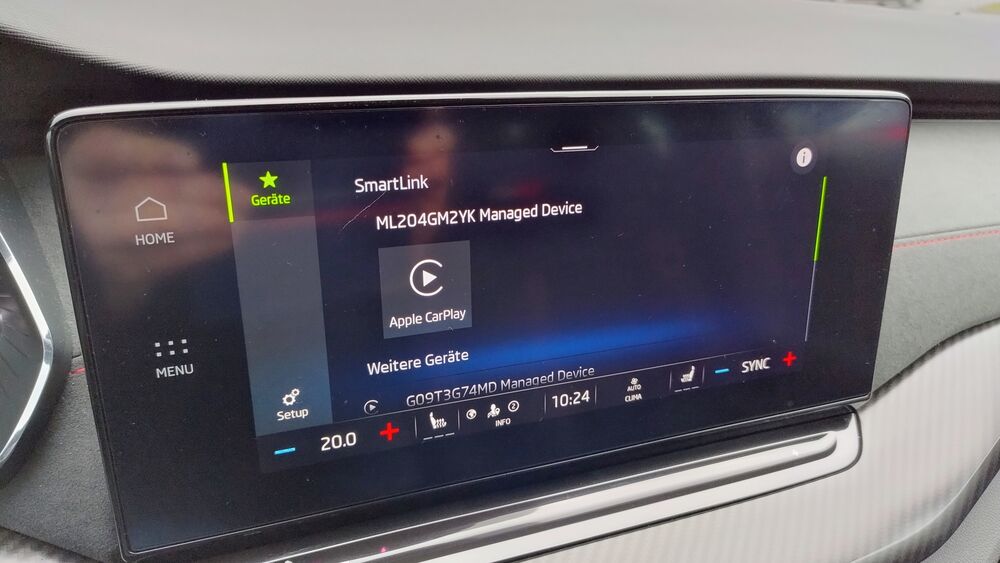 SmartLink
ML204GM2YK Managed Device
Geräte
HOME
Apple CarPlay
MENU
Weitere Geräte
G09T3G74MD Managed Device
Setup
20.0
2
INFO
10:24
AUTO
CLIMA
SYNC